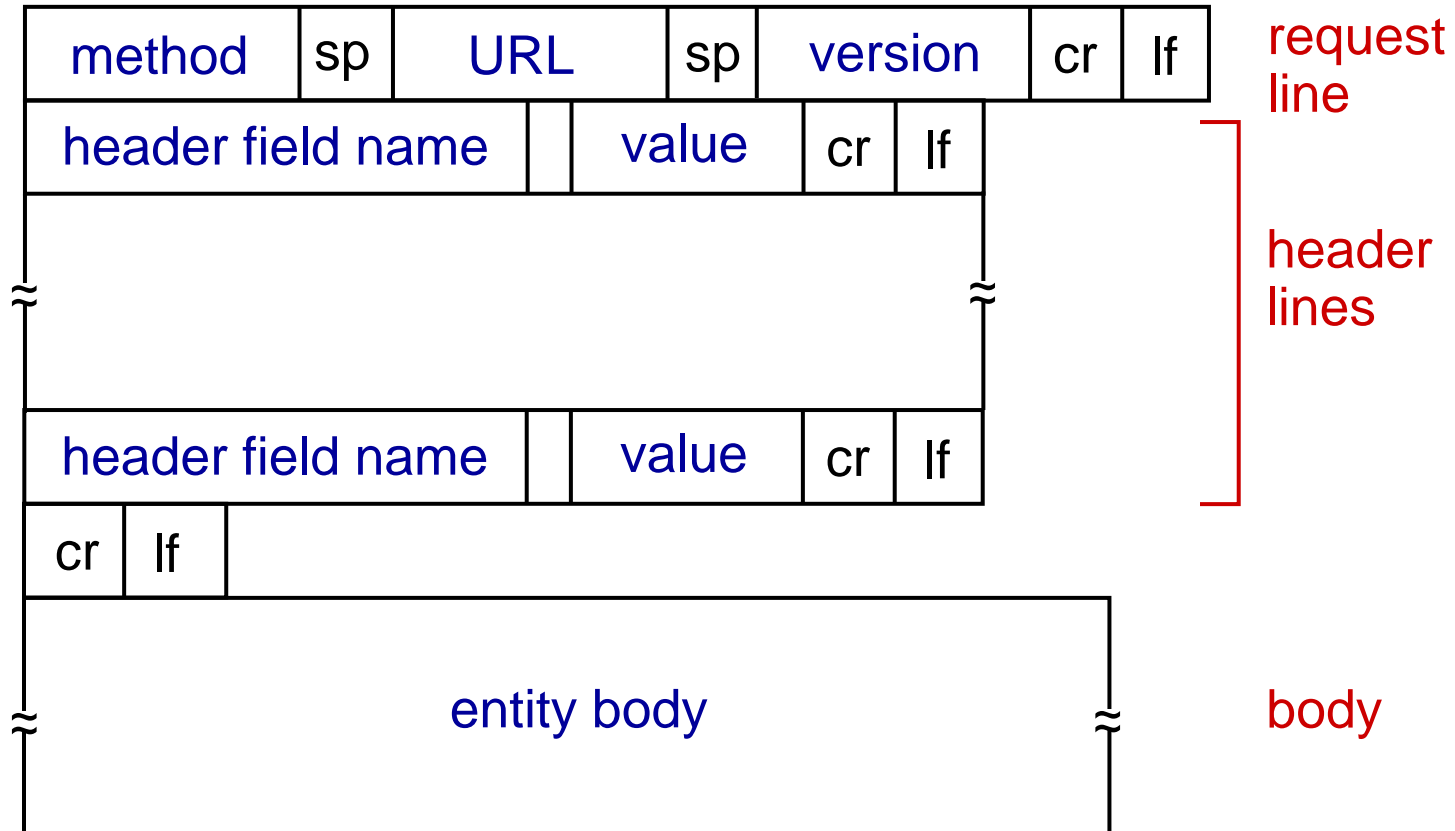 method sp URL sp version cr lf request
line
header field name value cr lf
header
lines
≈ ≈
header field name value cr lf
cr lf
≈ entity body ≈ body